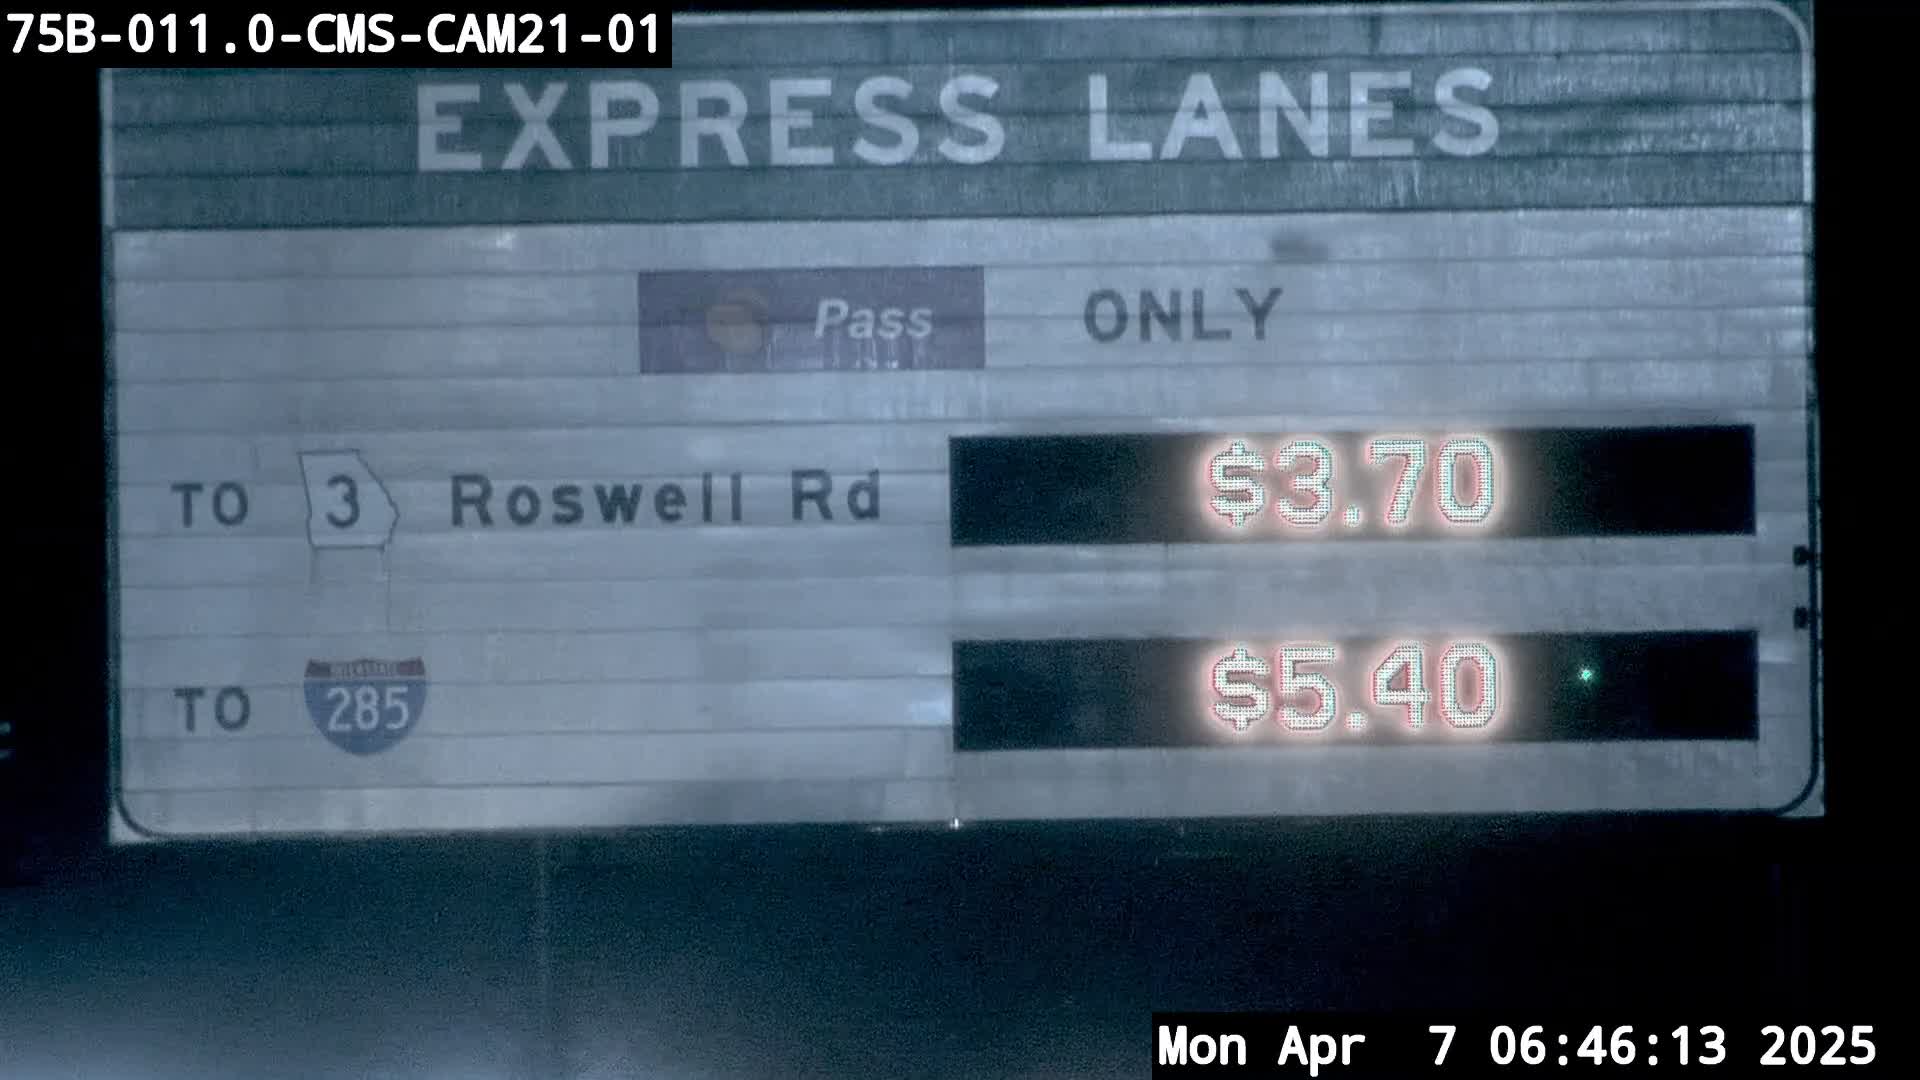 75B-011.0-CMS-CAM21-01
EXPRESS LANES
Pass ONLY
TO 3 Roswell Rd $3.70
INTERSTATE
TO 285 $5.40
Mon Apr 7 06:46:13 2025